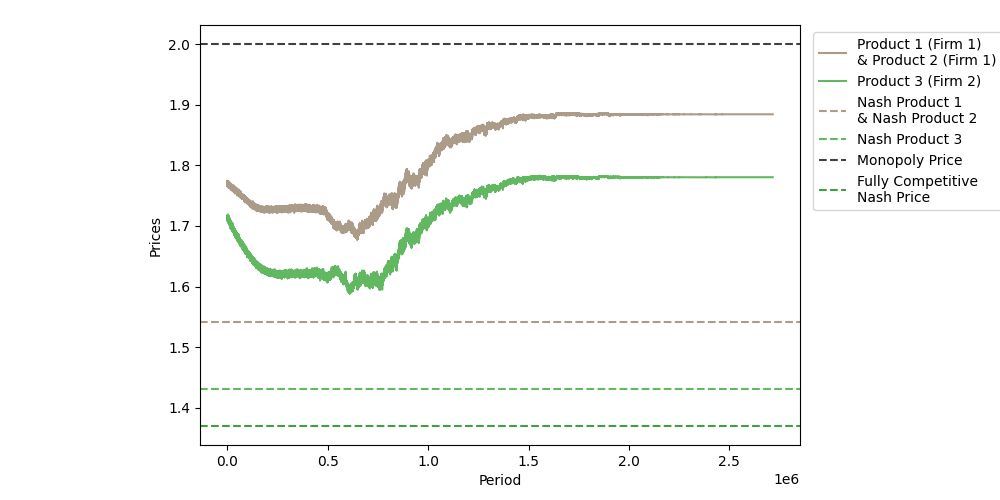 2.0
1.9
1.8
1.7
1.6
1.5
1.4
Prices
0.0
0.5
1.0
1.5
2.0
2.5
1e6
Period
Product 1 (Firm 1)
& Product 2 (Firm 1)
Product 3 (Firm 2)
Nash Product 1
& Nash Product 2
Nash Product 3
Monopoly Price
Fully Competitive
Nash Price